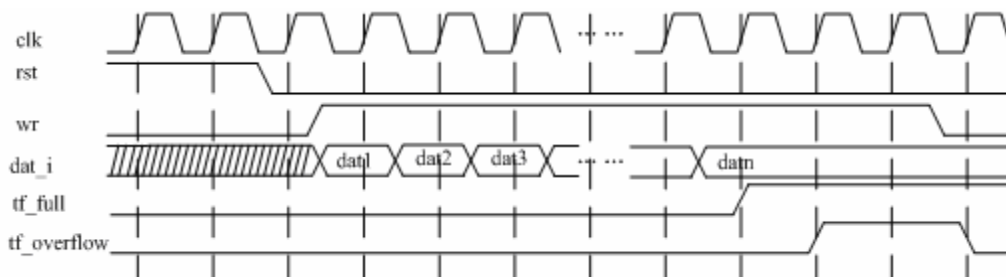 clk
... ...
rst
wr
dat_i dat1 dat2 dat3 ... ... datn
tf_full
tf_overflow